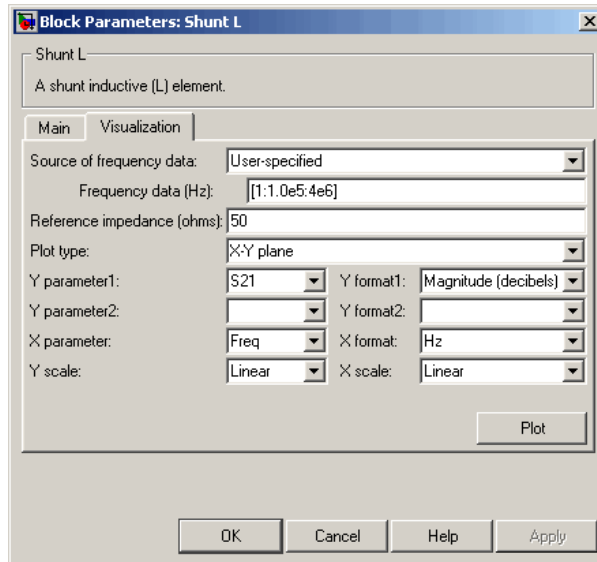 Block Parameters: Shunt L
Shunt L
A shunt inductive (L) element.
Main Visualization
Source of frequency data: User-specified
Frequency data (Hz): [1:1.0e5:4e6]
Reference impedance (ohms): 50
Plot type: X-Y plane
Y parameter1: S21 Y format1: Magnitude (decibels)
Y parameter2: Y format2:
X parameter: Freq X format: Hz
Y scale: Linear X scale: Linear
Plot
OK Cancel Help Apply